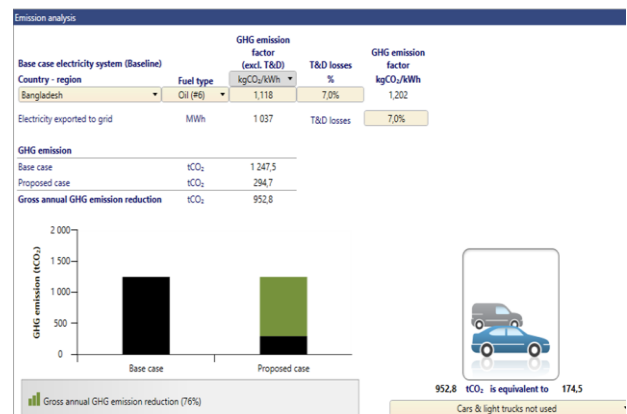 Emission analysis
GHG emission
factor GHG emission
Base case electricity system (Baseline) (excl. T&D) T&D losses factor
Country - region Fuel type kgCO₂/kWh % kgCO₂/kWh
Bangladesh Oil (#6) 1,118 7,0% 1,202
Electricity exported to grid MWh 1 037 T&D losses 7,0%
GHG emission
Base case tCO₂ 1 247,5
Proposed case tCO₂ 294,7
Gross annual GHG emission reduction tCO₂ 952,8
2 000
1 500
1 000
500
0
GHG emission (tCO₂)
Base case Proposed case
Gross annual GHG emission reduction (76%)
952,8 tCO₂ is equivalent to 174,5
Cars & light trucks not used